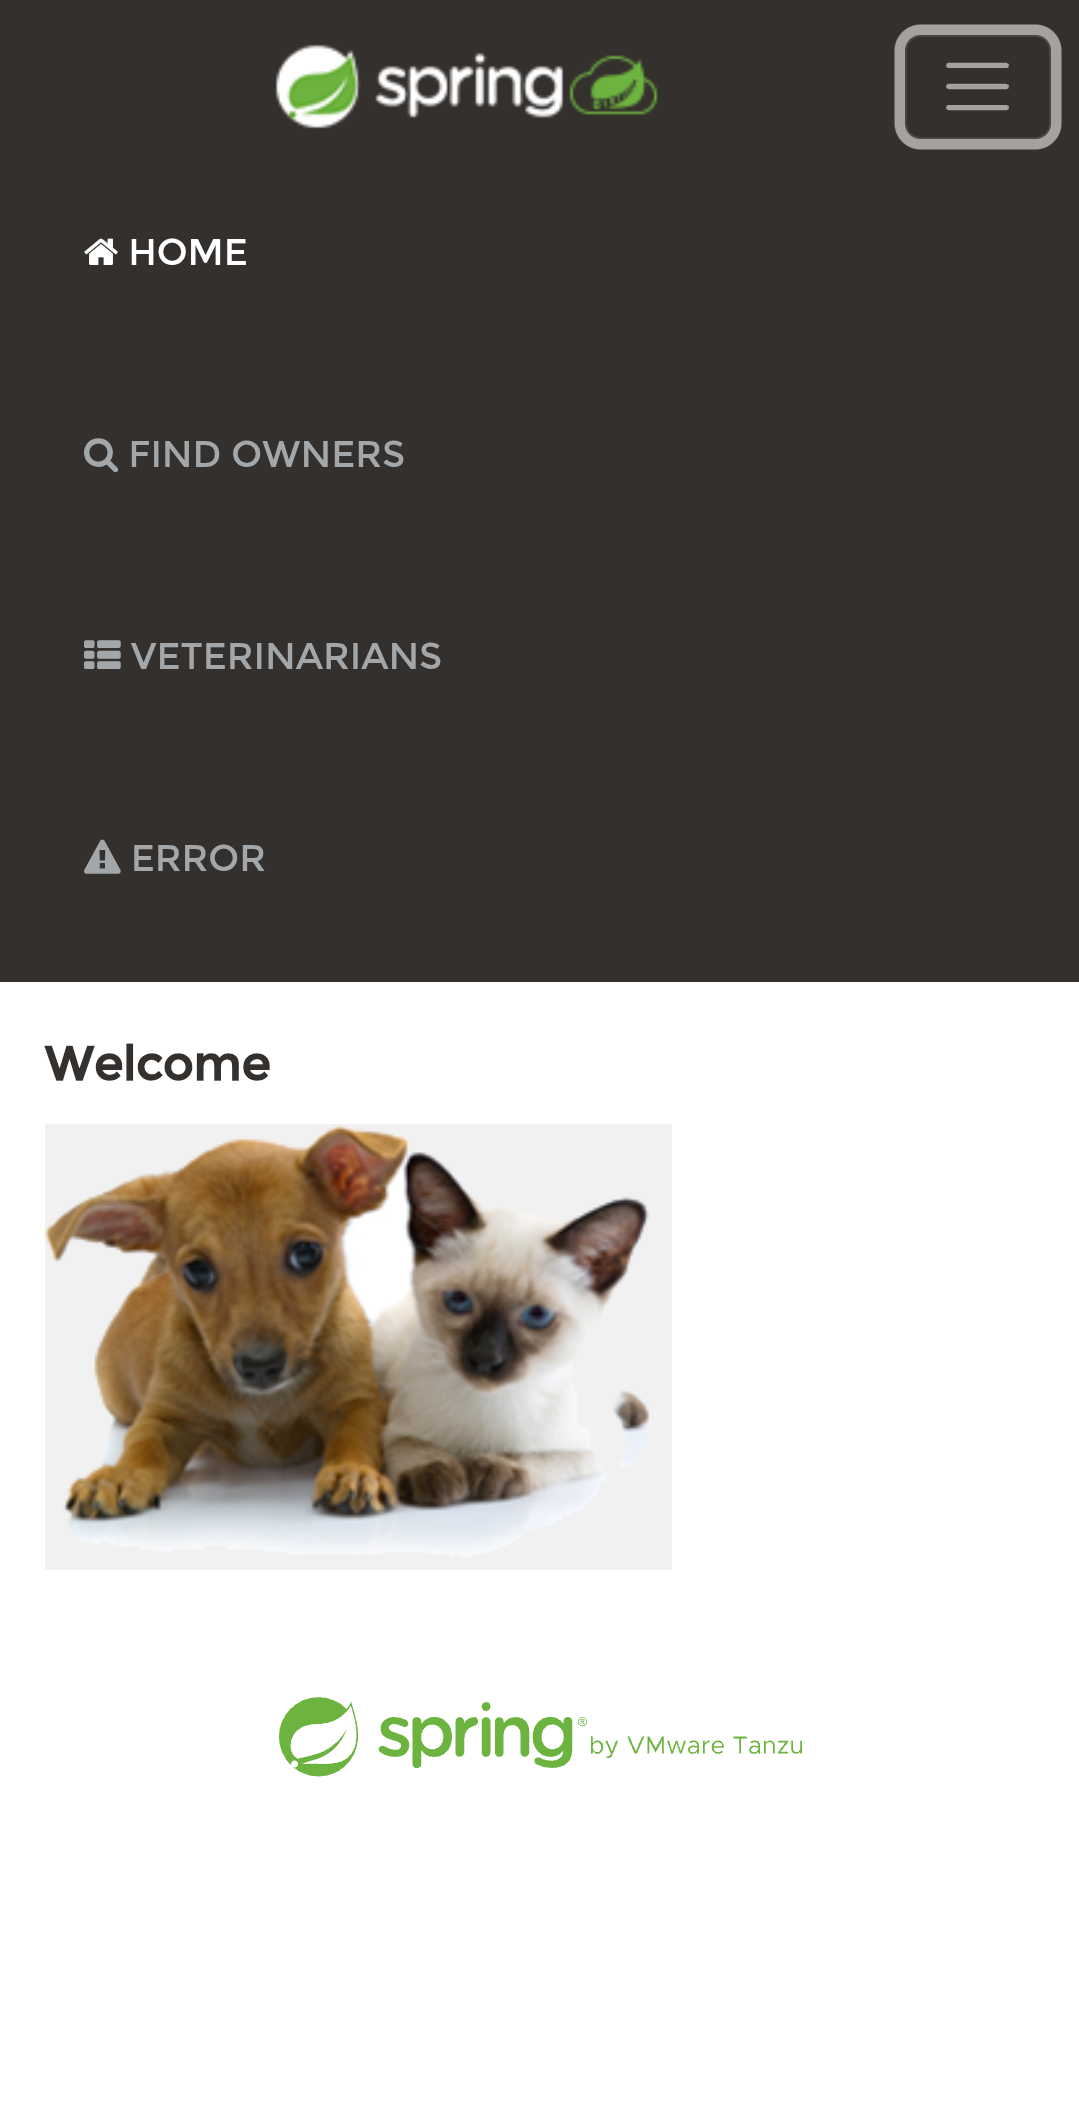 spring
HOME
FIND OWNERS
VETERINARIANS
ERROR
Welcome
spring® by VMware Tanzu